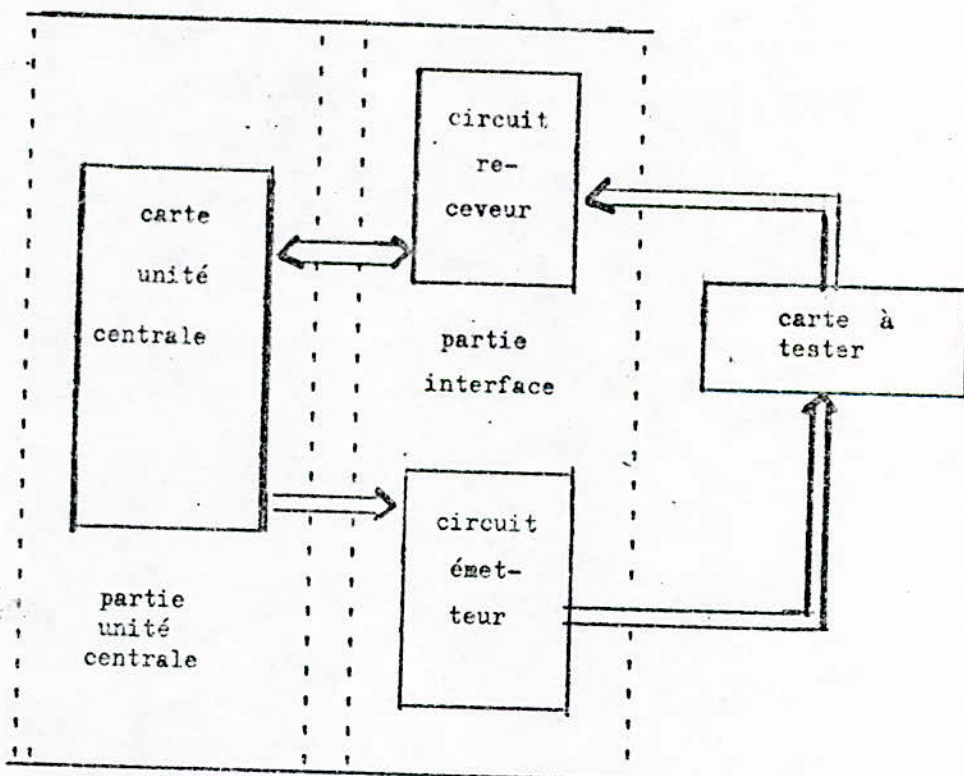 circuit
re-
ceveur
carte
unité
centrale
partie
interface
carte à
tester
circuit
émet-
teur
partie
unité
centrale